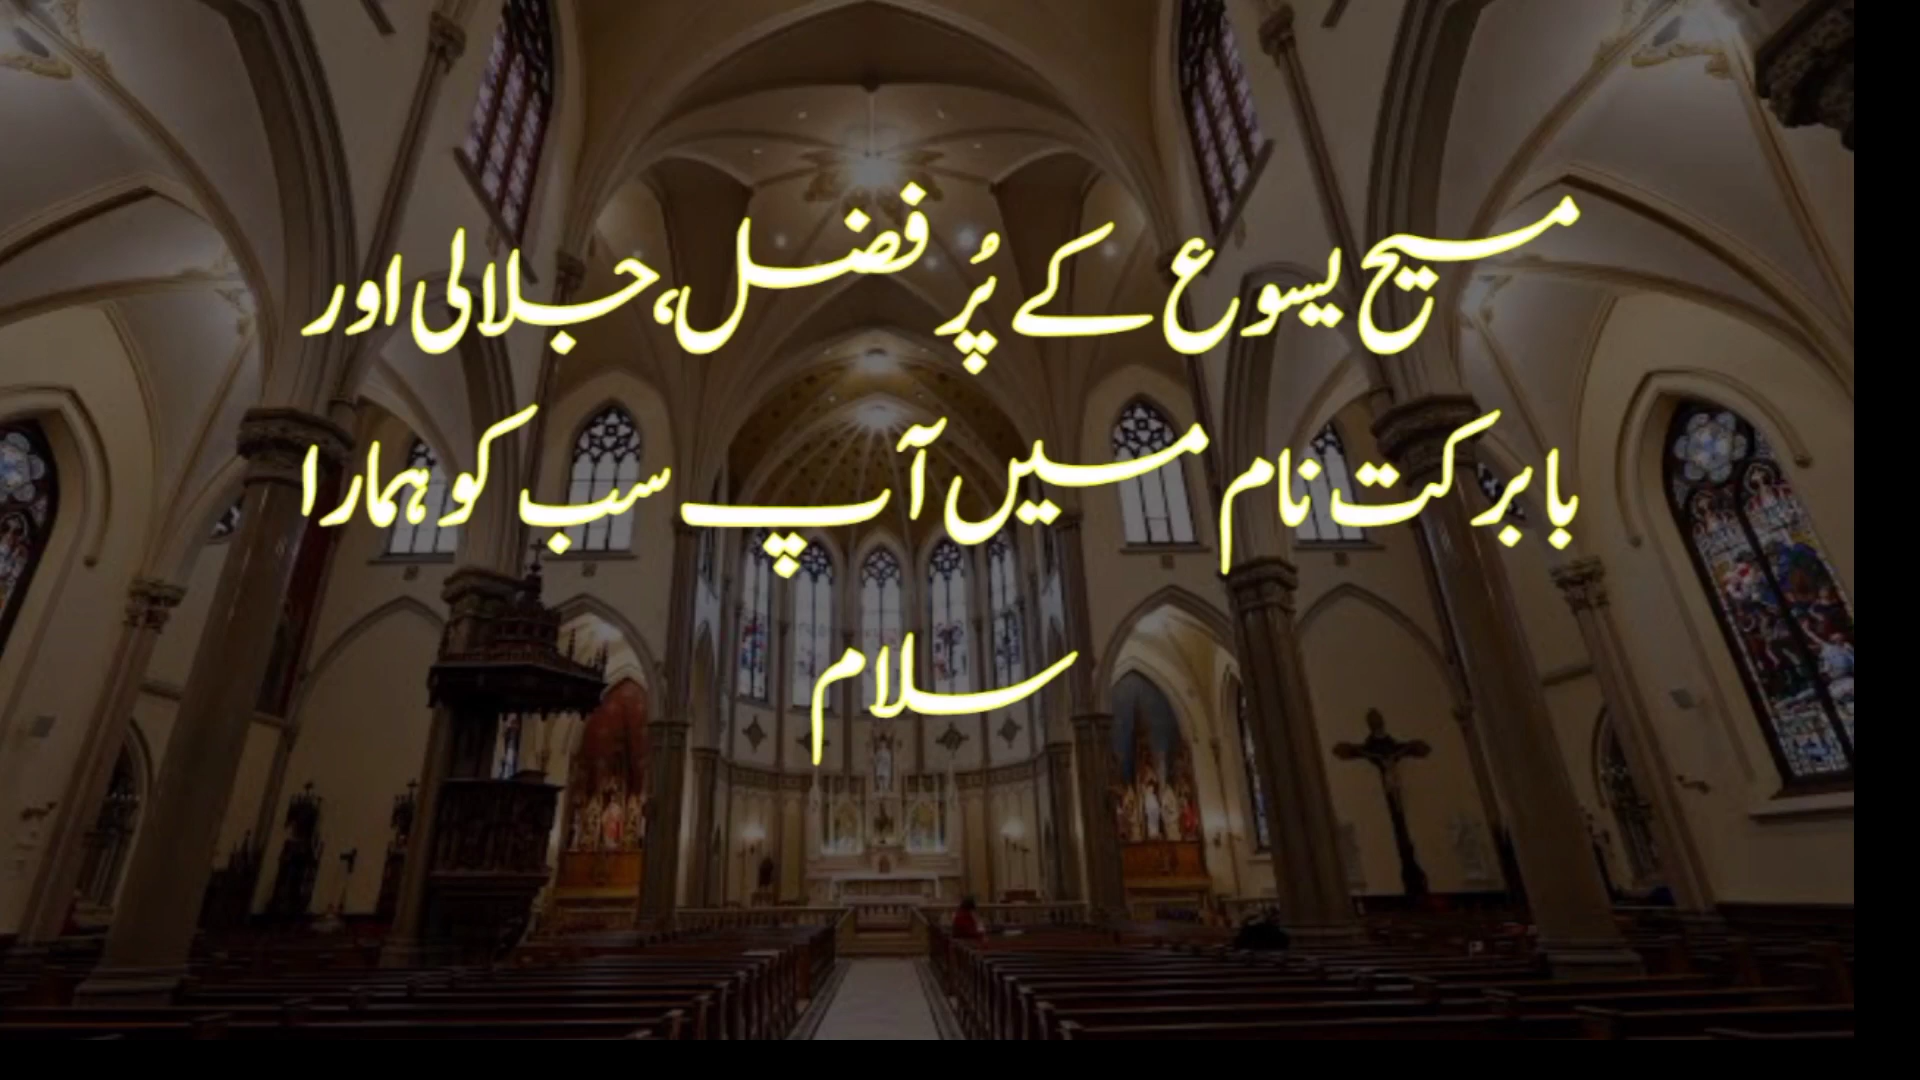 مسیح یسوع کے پُر فضل، جلالی اور
بابرکت نام میں آپ سب کو ہمارا
سلام